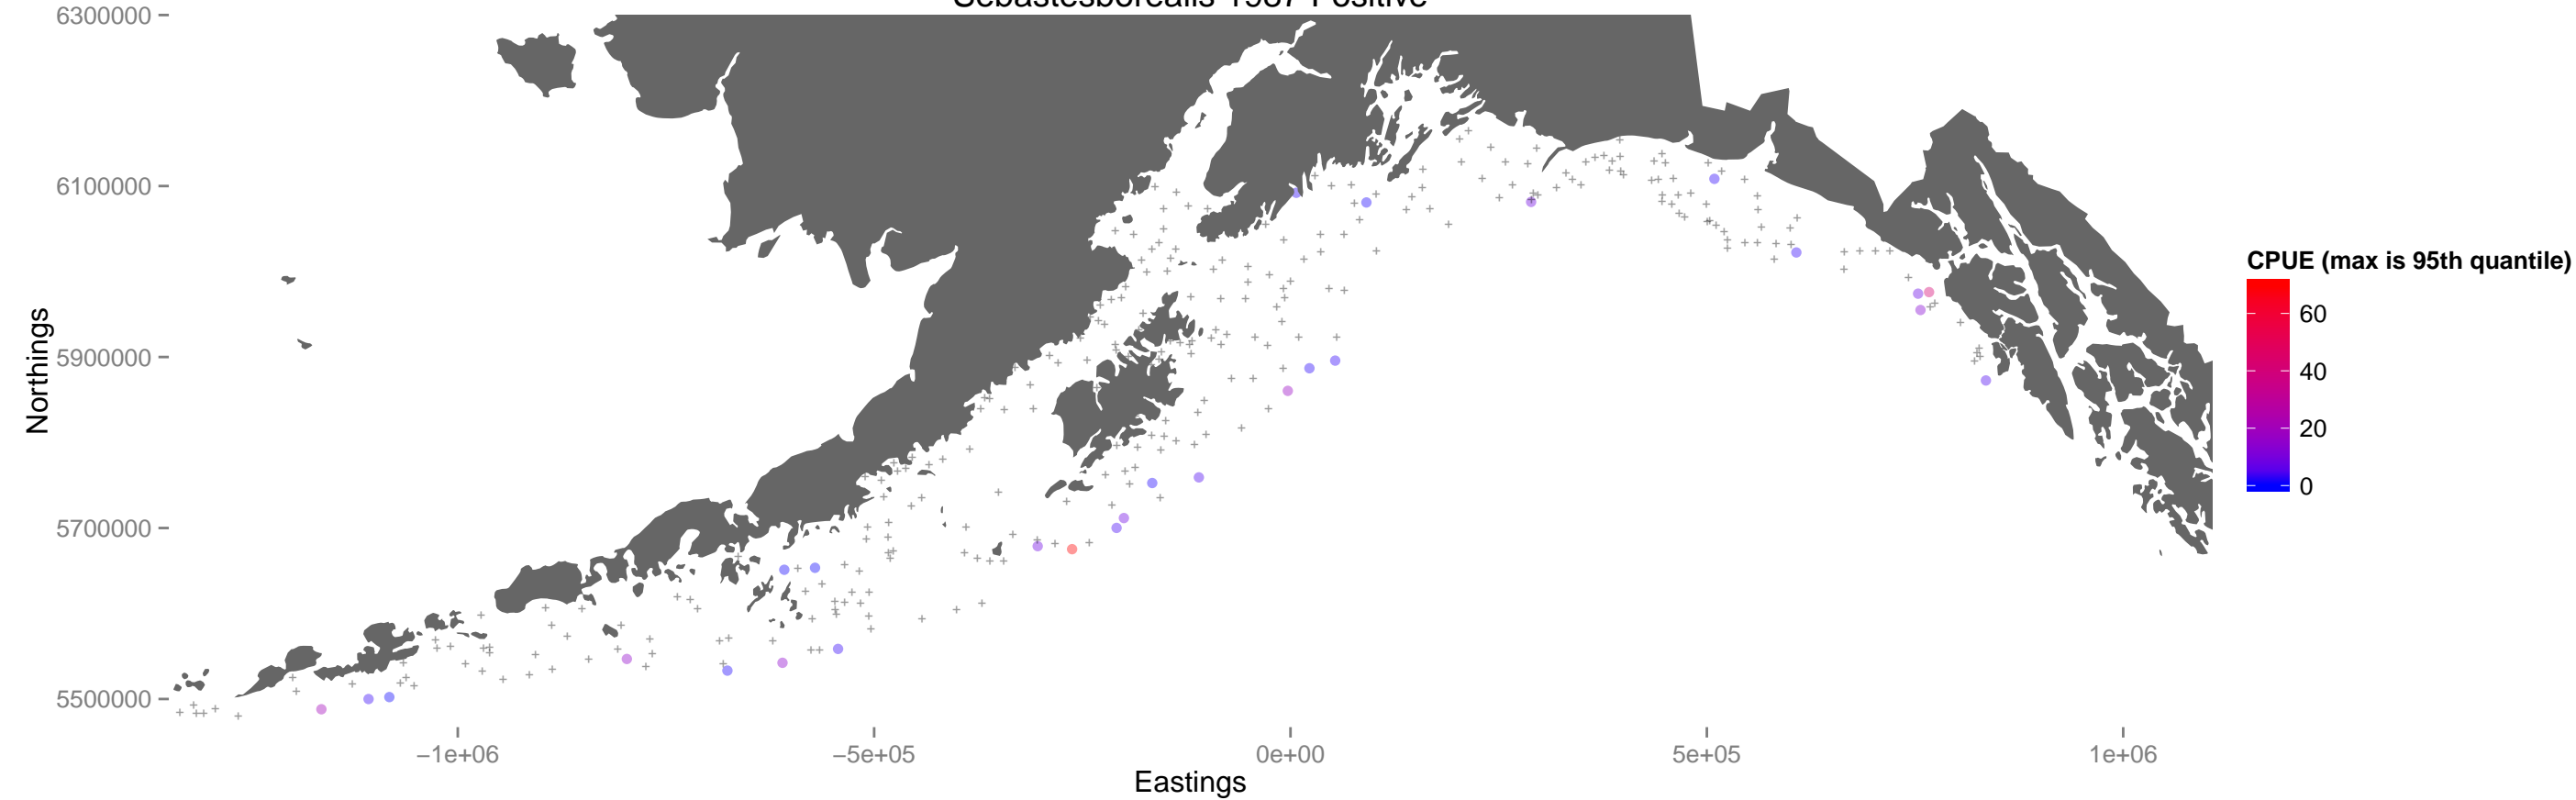 Sebastesborealis 1987 Positive
6300000
6100000
5900000
5700000
5500000
Northings
−1e+06
−5e+05
0e+00
5e+05
1e+06
Eastings
CPUE (max is 95th quantile)
60
40
20
0